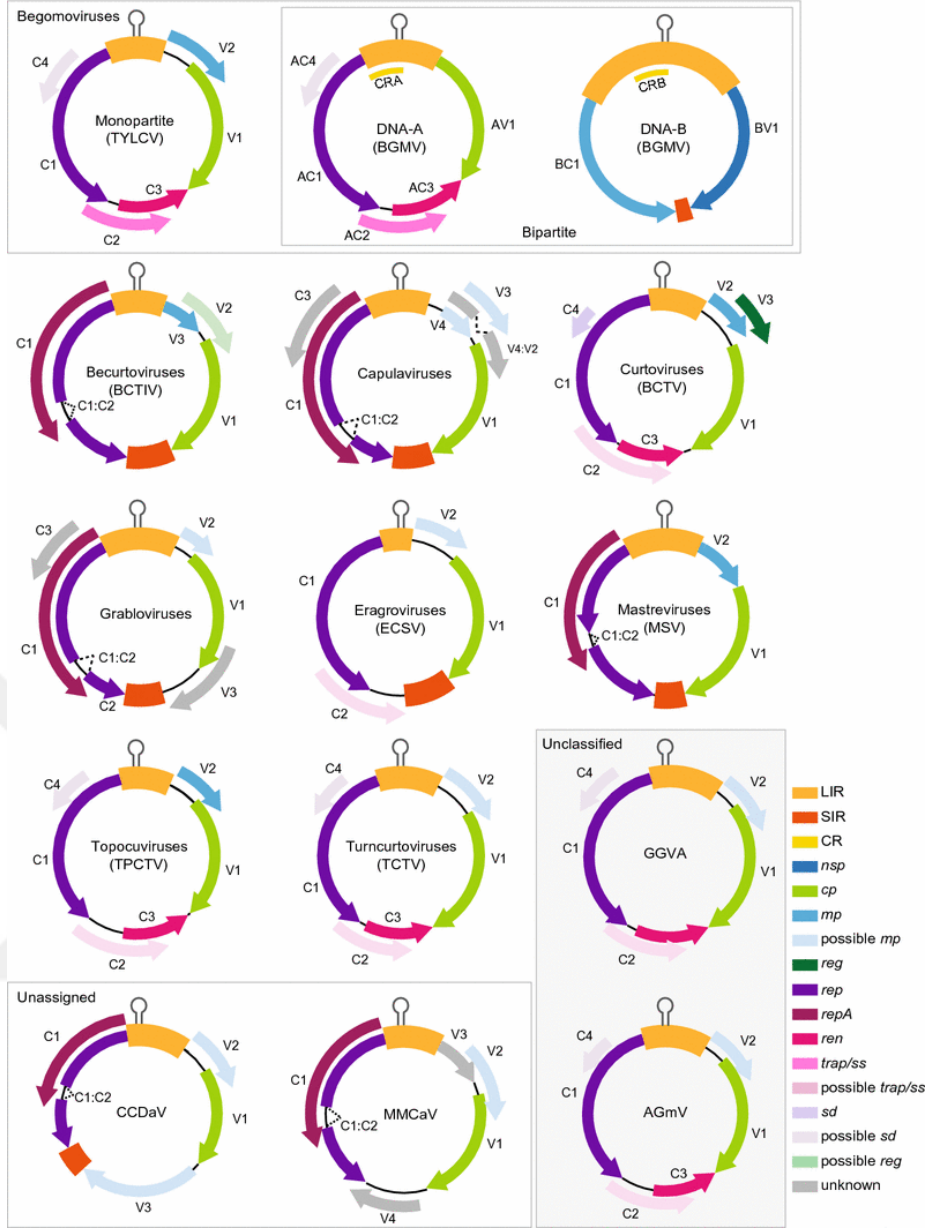 Begomoviruses
V2
C4
Monopartite
(TYLCV)
V1
C1
C3
C2
AC4
CRA
DNA-A
(BGMV)
AV1
AC1
AC3
AC2
CRB
DNA-B
(BGMV)
BV1
BC1
Bipartite
V2
V3
C1
Becurtoviruses
(BCTIV)
C1:C2
V1
C3
V3
V4
V4:V2
Capulaviruses
C1
C1:C2
V1
V2
V3
C4
Curtoviruses
(BCTV)
C1
V1
C3
C2
C3
V2
Grabloviruses
V1
C1
C1:C2
C2
V3
V2
C1
Eragroviruses
(ECSV)
V1
C2
V2
C1
Mastreviruses
(MSV)
C1:C2
V1
C4
V2
Topocuviruses
(TPCTV)
C1
V1
C3
C2
C4
V2
Turncurtoviruses
(TCTV)
V1
C1
C3
C2
Unclassified
C4
V2
C1
GGVA
V1
C2
LIR
SIR
CR
nsp
cp
mp
possible mp
reg
rep
repA
ren
trap/ss
possible trap/ss
sd
possible sd
possible reg
unknown
Unassigned
C1
V2
C1:C2
CCDaV
V1
V3
V3
V2
C1
MMCaV
C1:C2
V1
V4
C4
V2
C1
AGmV
V1
C3
C2